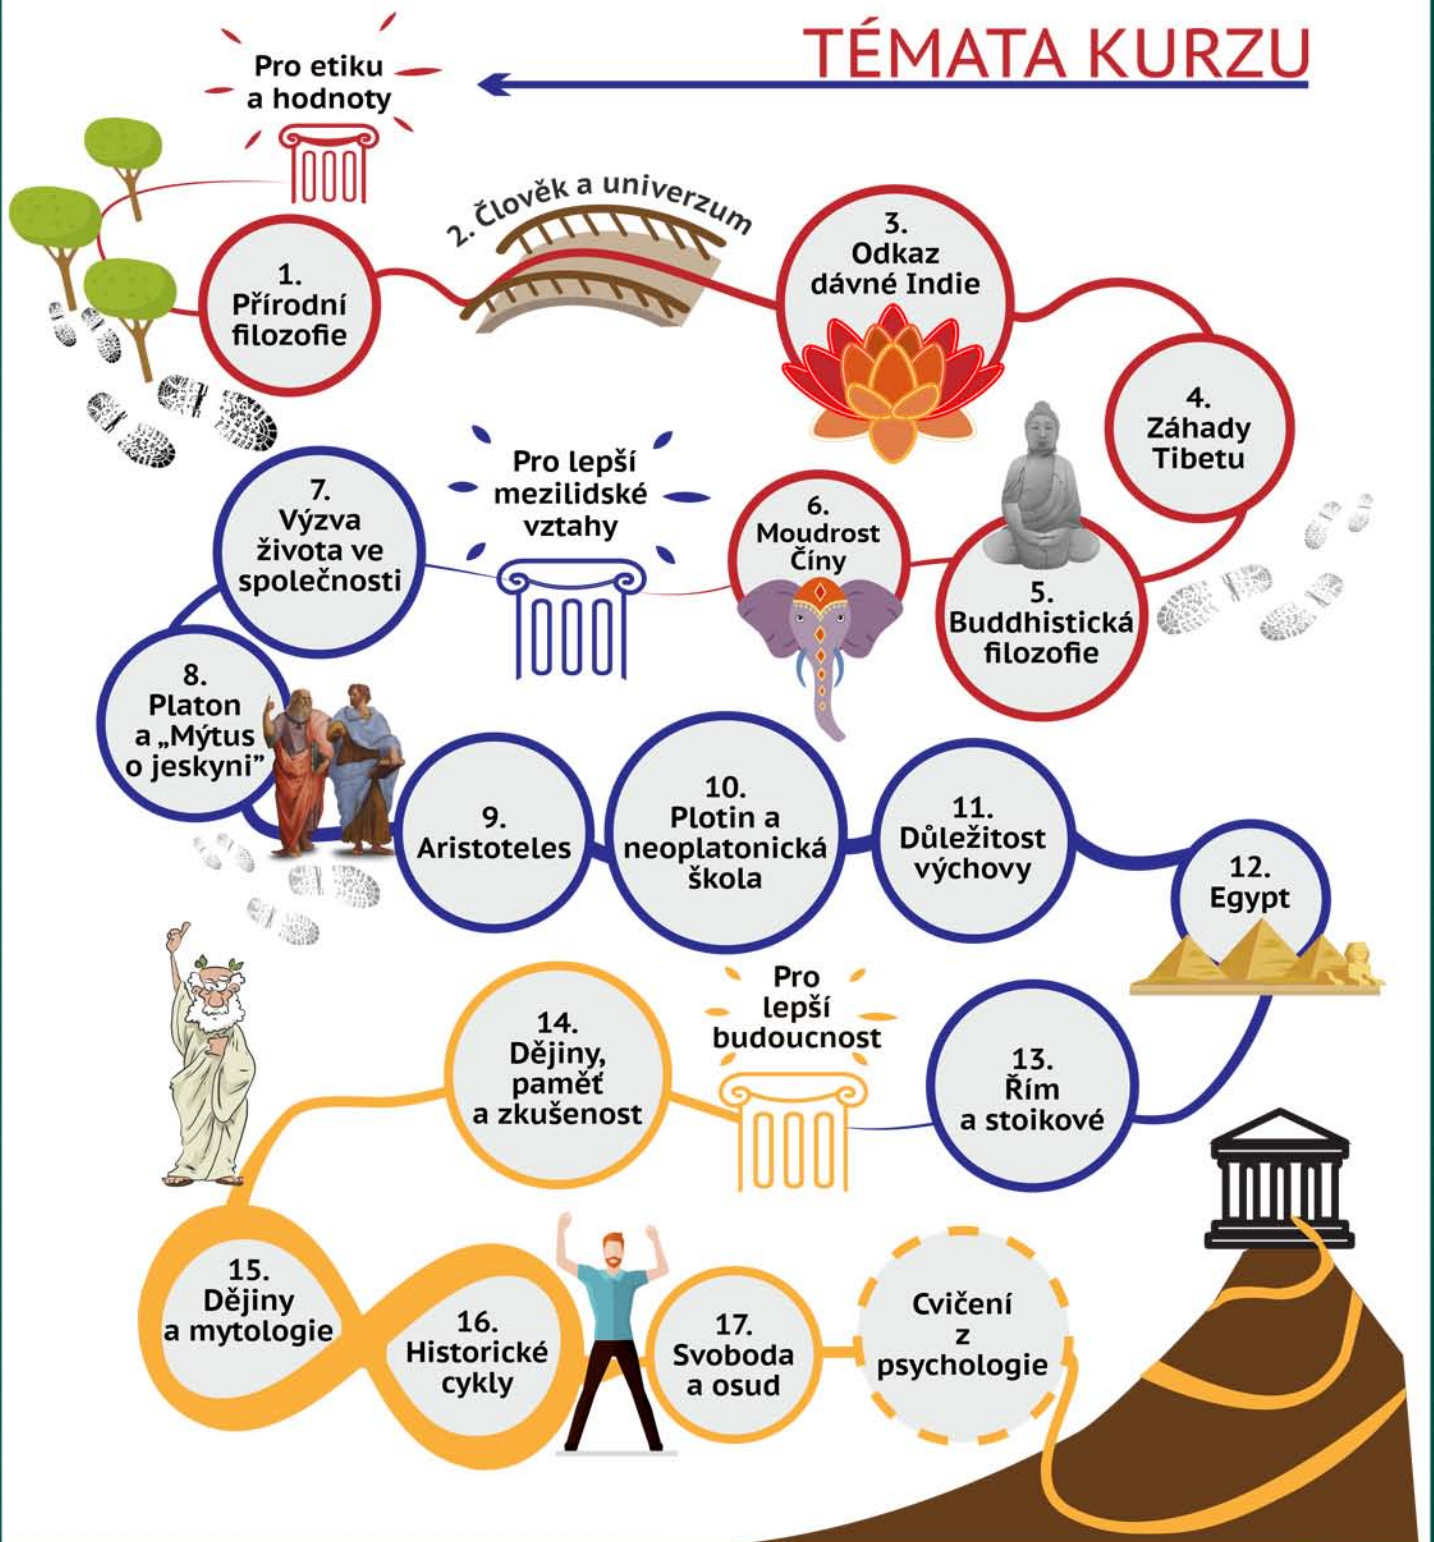 TÉMATA KURZU
Pro etiku
a hodnoty
1.
Přírodní
filozofie
2. Člověk a univerzum
3.
Odkaz
dávné Indie
4.
Záhady
Tibetu
5.
Buddhistická
filozofie
6.
Moudrost
Číny
Pro lepší
mezilidské
vztahy
7.
Výzva
života ve
společnosti
8.
Platon
a „Mýtus
o jeskyni”
9.
Aristoteles
10.
Plotin a
neoplatonická
škola
11.
Důležitost
výchovy
12.
Egypt
13.
Řím
a stoikové
Pro
lepší
budoucnost
14.
Dějiny,
paměť
a zkušenost
15.
Dějiny
a mytologie
16.
Historické
cykly
17.
Svoboda
a osud
Cvičení
z
psychologie